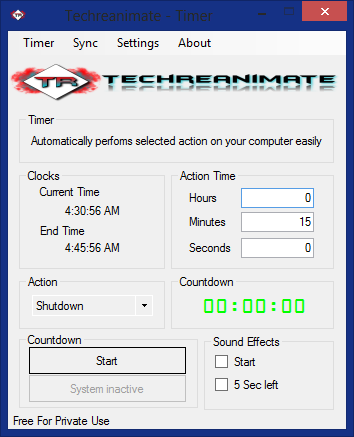 Techreanimate - Timer
Timer Sync Settings About
TR TECHREANIMATE
Timer
Automatically perfoms selected action on your computer easily
Clocks
Current Time
4:30:56 AM
End Time
4:45:56 AM
Action Time
Hours 0
Minutes 15
Seconds 0
Action
Shutdown
Countdown
00:00:00
Countdown
Start
System inactive
Sound Effects
Start
5 Sec left
Free For Private Use